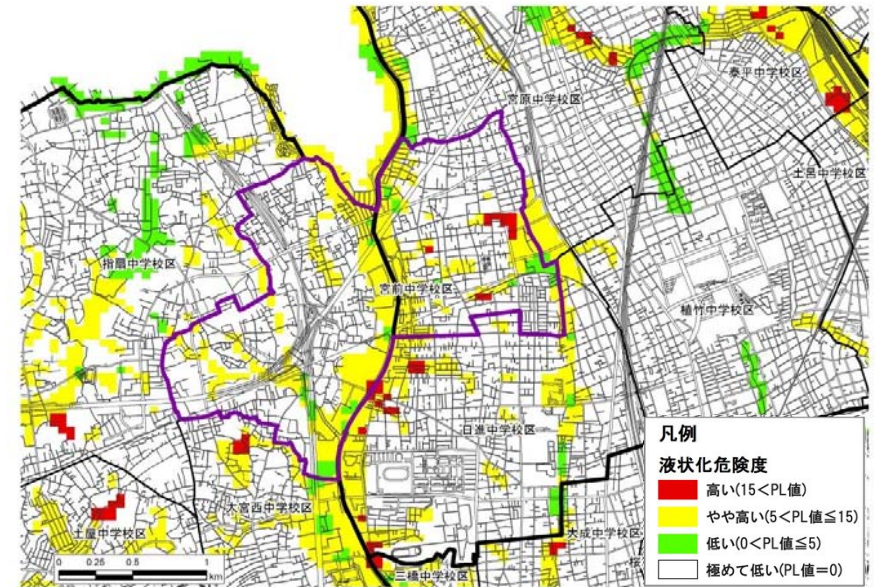 泰平中学校区
宮原中学校区
土呂中学校区
指扇中学校区
宮前中学校区
植竹中学校区
日進中学校区
大宮西中学校区
土屋中学校区
大成中学校区
三橋中学校区
桜
凡例
液状化危険度
高い(15<PL値)
やや高い(5<PL値≦15)
低い(0<PL値≦5)
極めて低い(PL値=0)
0 0.25 0.5 1
km